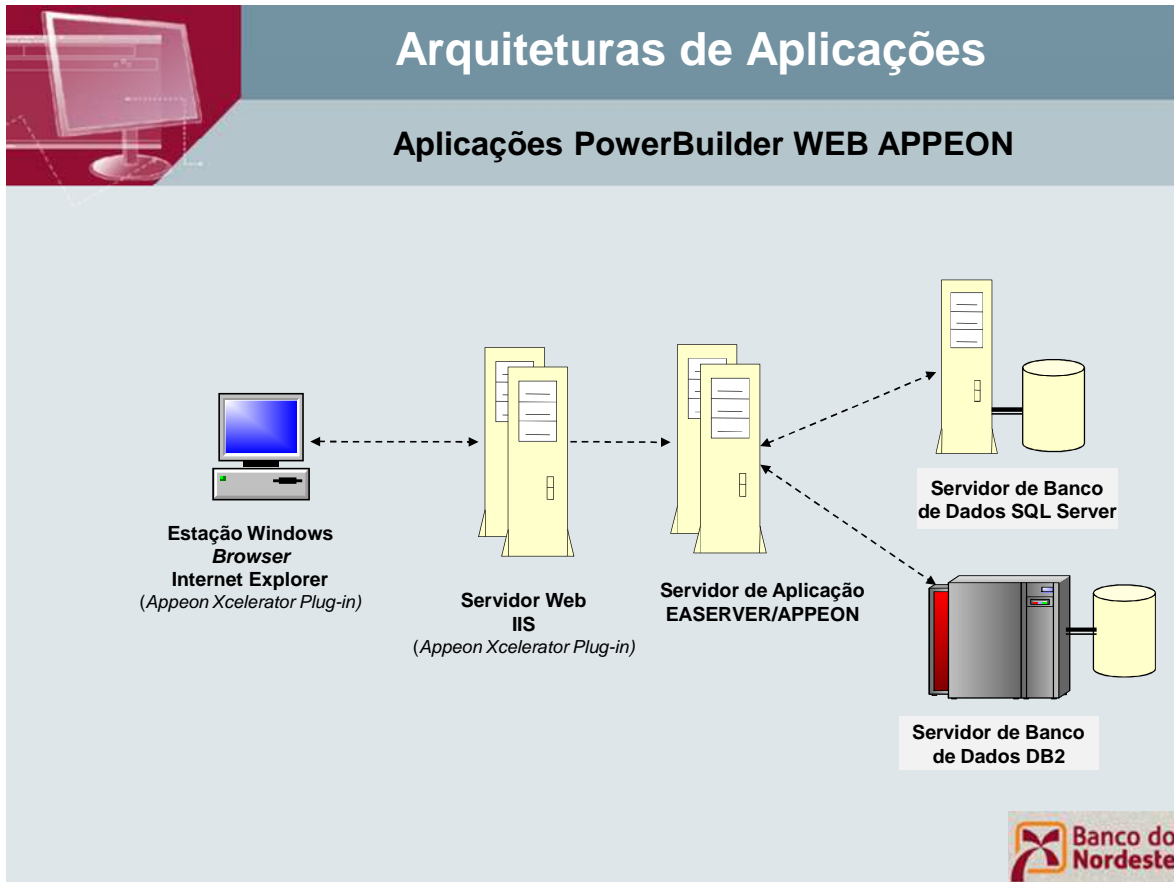 Arquiteturas de Aplicações
Aplicações PowerBuilder WEB APPEON
Estação Windows
Browser
Internet Explorer
(Appeon Xcelerator Plug-in)
Servidor Web
IIS
(Appeon Xcelerator Plug-in)
Servidor de Aplicação
EASERVER/APPEON
Servidor de Banco
de Dados SQL Server
Servidor de Banco
de Dados DB2
Banco do
Nordeste